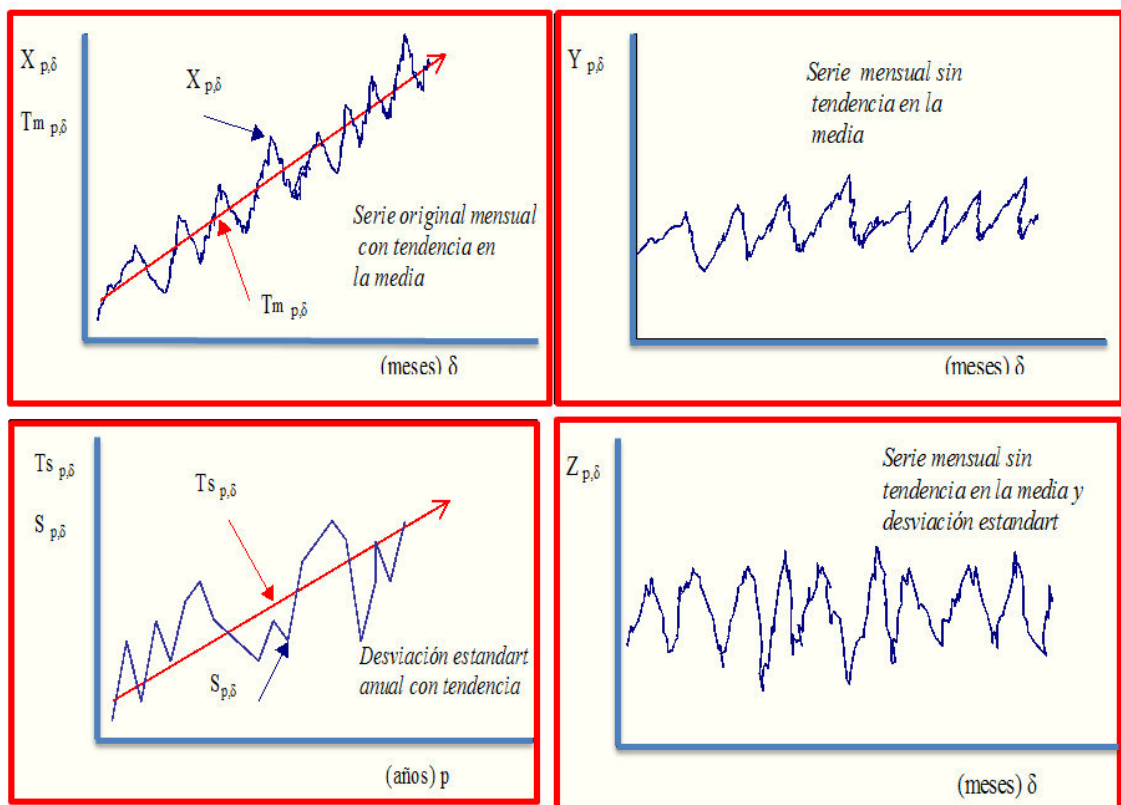 X p,δ
Tm p,δ
X p,δ
Serie original mensual
con tendencia en
la media
Tm p,δ
(meses) δ
Y p,δ
Serie mensual sin
tendencia en la
media
(meses) δ
Ts p,δ
S p,δ
Ts p,δ
S p,δ
Desviación estandart
anual con tendencia
(años) p
Z p,δ
Serie mensual sin
tendencia en la media y
desviación estandart
(meses) δ